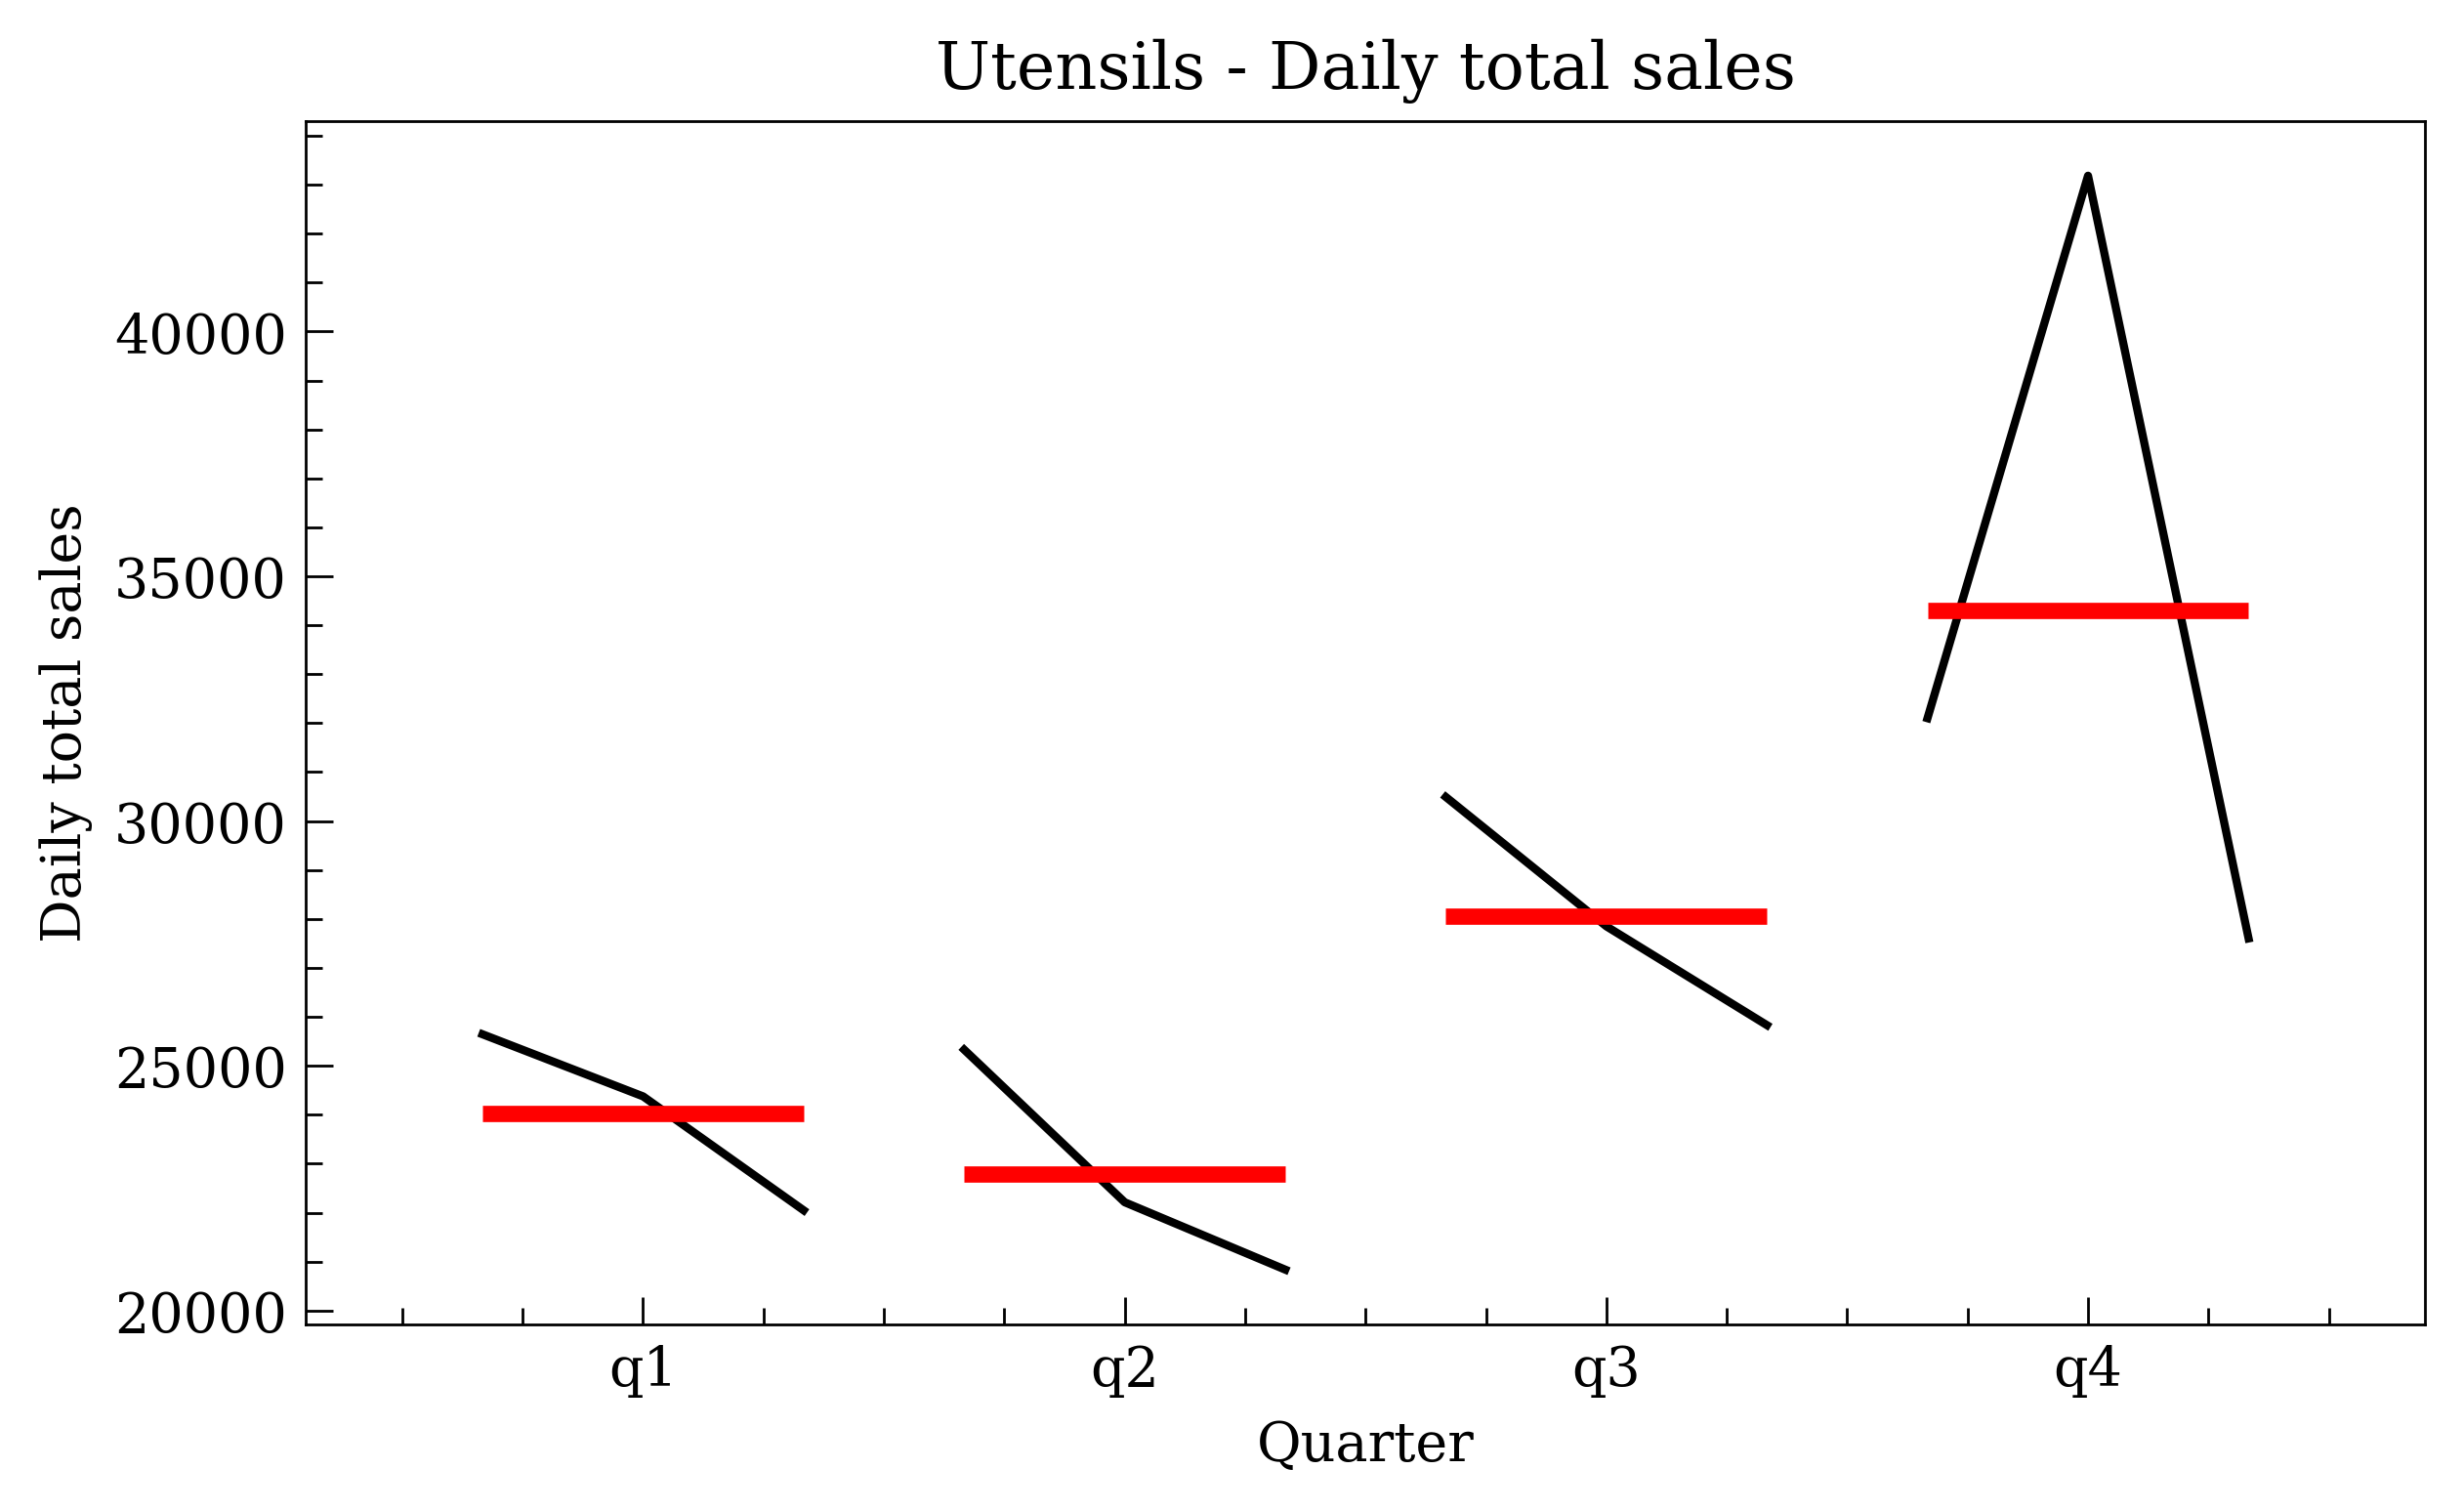 Utensils - Daily total sales
Daily total sales
40000
35000
30000
25000
20000
q1 q2 q3 q4
Quarter